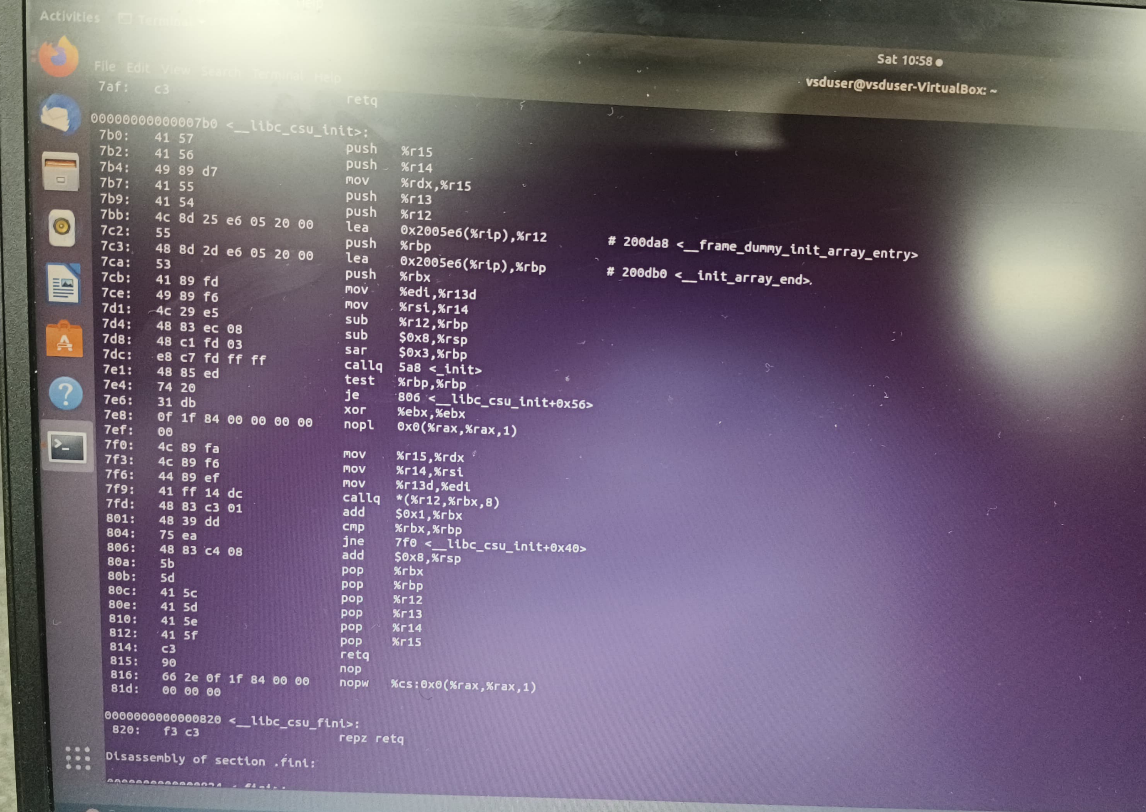 Activities Terminal
Sat 10:58
vsduser@vsduser-VirtualBox: ~
File Edit View Search Terminal Help
7af: c3 retq
00000000000007b0 <__libc_csu_init>:
7b0: 41 57 push %r15
7b2: 41 56 push %r14
7b4: 49 89 d7 mov %rdx,%r15
7b7: 41 55 push %r13
7b9: 41 54 push %r12
7bb: 4c 8d 25 e6 05 20 00 lea 0x2005e6(%rip),%r12 # 200da8 <__frame_dummy_init_array_entry>
7c2: 55 push %rbp
7c3: 48 8d 2d e6 05 20 00 lea 0x2005e6(%rip),%rbp # 200db0 <__init_array_end>
7ca: 53 push %rbx
7cb: 41 89 fd mov %edi,%r13d
7ce: 49 89 f6 mov %rsi,%r14
7d1: 4c 29 e5 sub %r12,%rbp
7d4: 48 83 ec 08 sub $0x8,%rsp
7d8: 48 c1 fd 03 sar $0x3,%rbp
7dc: e8 c7 fd ff ff callq 5a8 <_init>
7e1: 48 85 ed test %rbp,%rbp
7e4: 74 20 je 806 <__libc_csu_init+0x56>
7e6: 31 db xor %ebx,%ebx
7e8: 0f 1f 84 00 00 00 00 nopl 0x0(%rax,%rax,1)
7ef: 00
7f0: 4c 89 fa mov %r15,%rdx
7f3: 4c 89 f6 mov %r14,%rsi
7f6: 44 89 ef mov %r13d,%edi
7f9: 41 ff 14 dc callq *(%r12,%rbx,8)
7fd: 48 83 c3 01 add $0x1,%rbx
801: 48 39 dd cmp %rbx,%rbp
804: 75 ea jne 7f0 <__libc_csu_init+0x40>
806: 48 83 c4 08 add $0x8,%rsp
80a: 5b pop %rbx
80b: 5d pop %rbp
80c: 41 5c pop %r12
80e: 41 5d pop %r13
810: 41 5e pop %r14
812: 41 5f pop %r15
814: c3 retq
815: 90 nop
816: 66 2e 0f 1f 84 00 00 nopw %cs:0x0(%rax,%rax,1)
81d: 00 00 00
0000000000000820 <__libc_csu_fini>:
820: f3 c3 repz retq
Disassembly of section .fini: